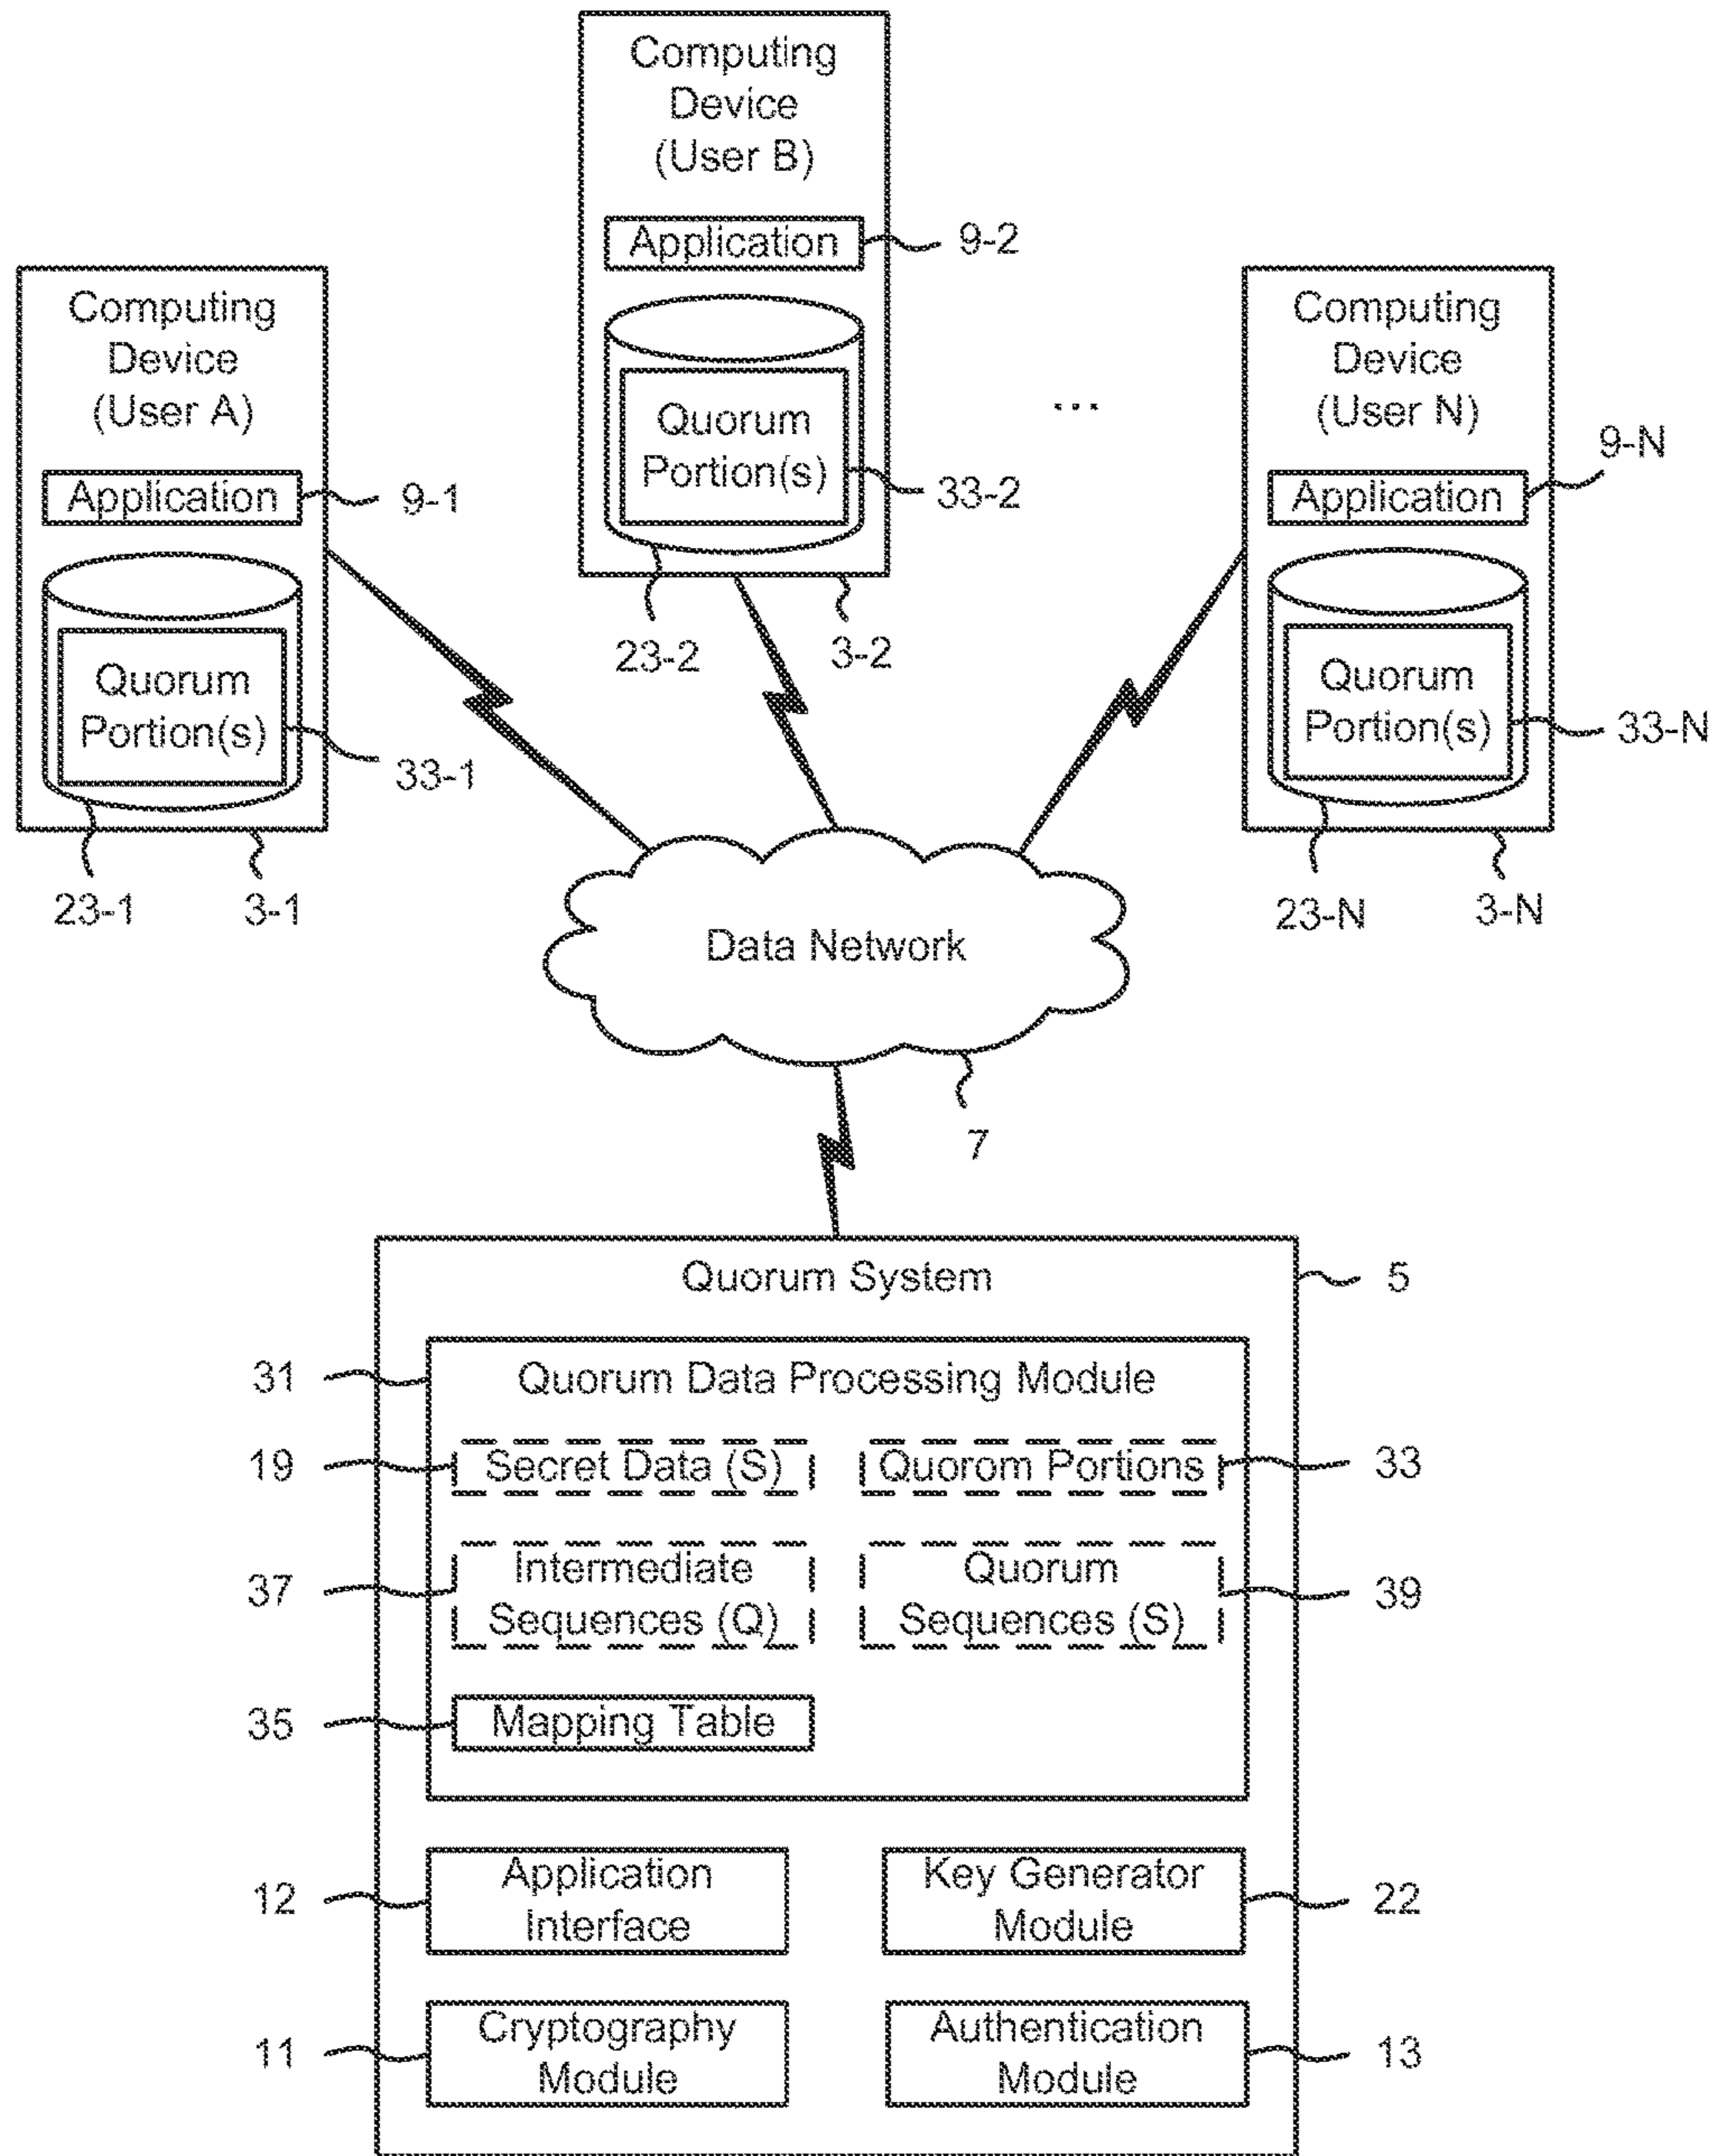 Computing
Device
(User B)
Application
9-2
Quorum
Portion(s)
33-2
23-2
3-2
Computing
Device
(User A)
Application
9-1
Quorum
Portion(s)
33-1
23-1
3-1
...
Computing
Device
(User N)
Application
9-N
Quorum
Portion(s)
33-N
23-N
3-N
Data Network
7
Quorum System
5
31
Quorum Data Processing Module
19
Secret Data (S)
Quorom Portions
33
37
Intermediate
Sequences (Q)
Quorum
Sequences (S)
39
35
Mapping Table
12
Application
Interface
Key Generator
Module
22
11
Cryptography
Module
Authentication
Module
13